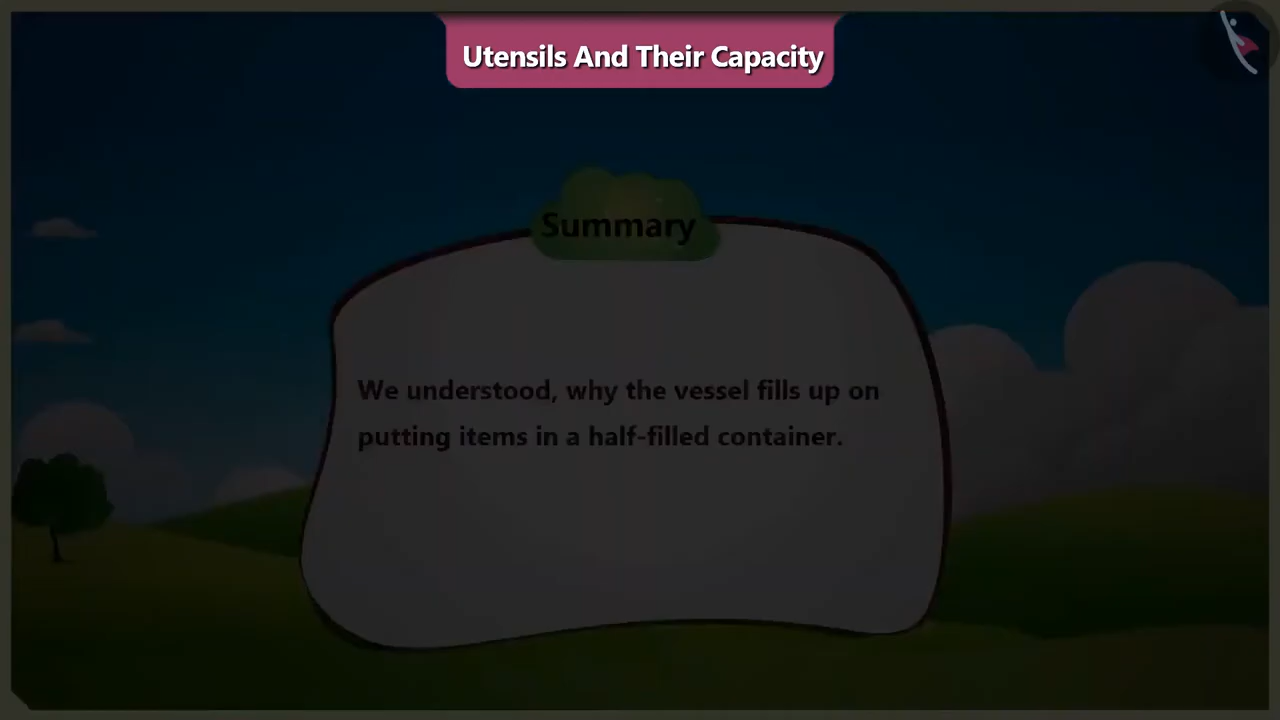 Utensils And Their Capacity
Summary
We understood, why the vessel fills up on
putting items in a half-filled container.